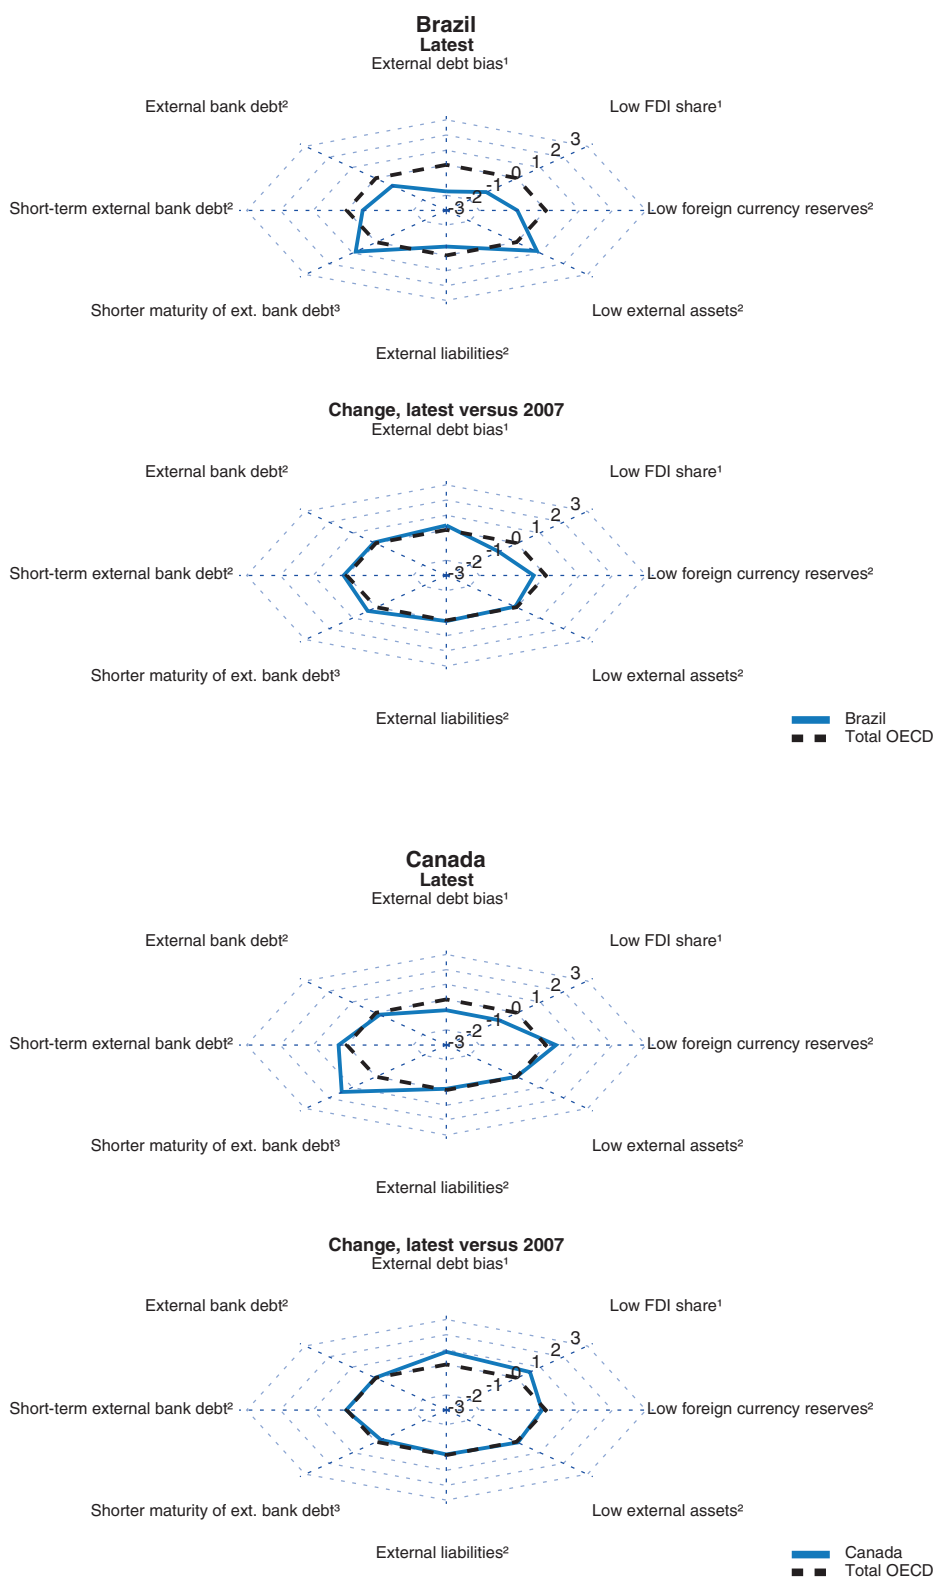 Brazil
Latest
External debt bias¹
External bank debt²
Low FDI share¹
3
2
1
0
-1
-2
-3
Short-term external bank debt²
Low foreign currency reserves²
Shorter maturity of ext. bank debt³
Low external assets²
External liabilities²
Change, latest versus 2007
External debt bias¹
External bank debt²
Low FDI share¹
3
2
1
0
-1
-2
-3
Short-term external bank debt²
Low foreign currency reserves²
Shorter maturity of ext. bank debt³
Low external assets²
External liabilities²
Brazil
Total OECD
Canada
Latest
External debt bias¹
External bank debt²
Low FDI share¹
3
2
1
0
-1
-2
-3
Short-term external bank debt²
Low foreign currency reserves²
Shorter maturity of ext. bank debt³
Low external assets²
External liabilities²
Change, latest versus 2007
External debt bias¹
External bank debt²
Low FDI share¹
3
2
1
0
-1
-2
-3
Short-term external bank debt²
Low foreign currency reserves²
Shorter maturity of ext. bank debt³
Low external assets²
External liabilities²
Canada
Total OECD